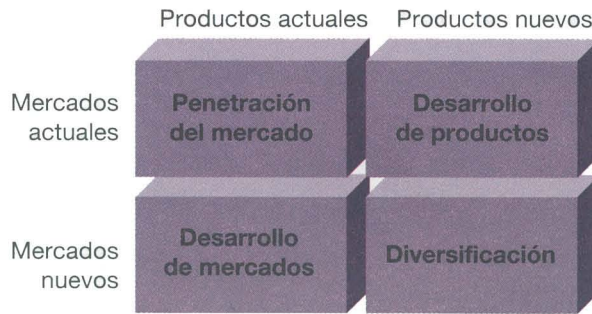 Productos actuales
Productos nuevos
Mercados
actuales
Penetración
del mercado
Desarrollo
de productos
Mercados
nuevos
Desarrollo
de mercados
Diversificación